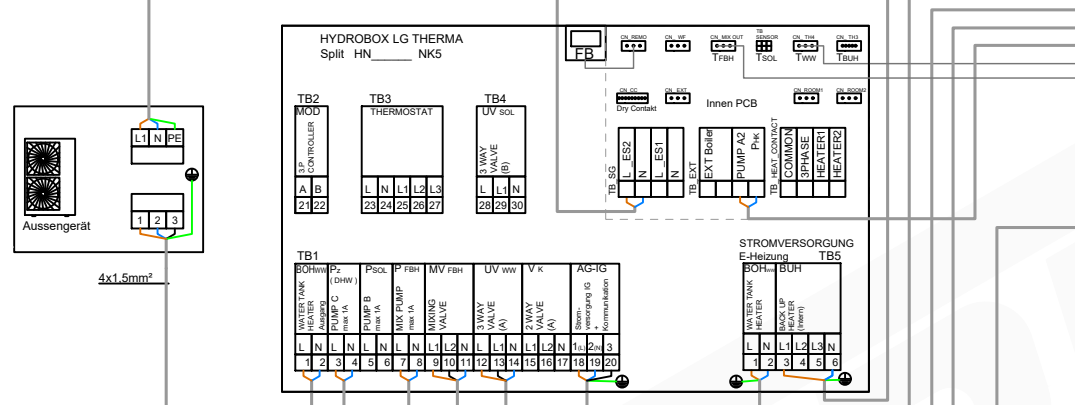 HYDROBOX LG THERMA
Split HN______ NK5
FB
CN_REMO
CN_WF
CN_MIX OUT
TB SENSOR
CN_TH4
CN_TH3
TFBH
TSOL
TWW
TBUH
CN_CC
Dry Contakt
CN_EXT
Innen PCB
CN_ROOM1
CN_ROOM2
TB2
MOD
3.P CONTROLLER
A B
21 22
TB3
THERMOSTAT
L N L1 L2 L3
23 24 25 26 27
TB4
UV SOL
3 WAY VALVE (B)
L L1 N
28 29 30
TB_SG
L_ES2
N
L_ES1
N
TB_EXT
EXT Boiler
PUMP A2
PHK
TB_HEAT_CONTACT
COMMON
3PHASE
HEATER1
HEATER2
L1 N PE
1 2 3
Aussengerät
4x1,5mm²
TB1
BOHWW
WATER TANK HEATER
Ausgang
L N
1 2
Pz (DHW)
PUMP C
max 1A
L N
3 4
PSOL
PUMP B
max 1A
L N
5 6
P FBH
MIX PUMP
max 1A
L N
7 8
MV FBH
MIXING VALVE
L1 L2 N
9 10 11
UV WW
3 WAY VALVE (A)
L L1 N
12 13 14
V K
2 WAY VALVE (A)
L1 L2 N
15 16 17
AG-IG
Strom-
versorgung IG
+
Kommunikation
1(L) 2(N) 3
18 19 20
STROMVERSORGUNG
E-Heizung TB5
BOHWW
WATER TANK HEATER
L N
1 2
BUH
BACK UP HEATER
(Intern)
L1 L2 L3 N
3 4 5 6